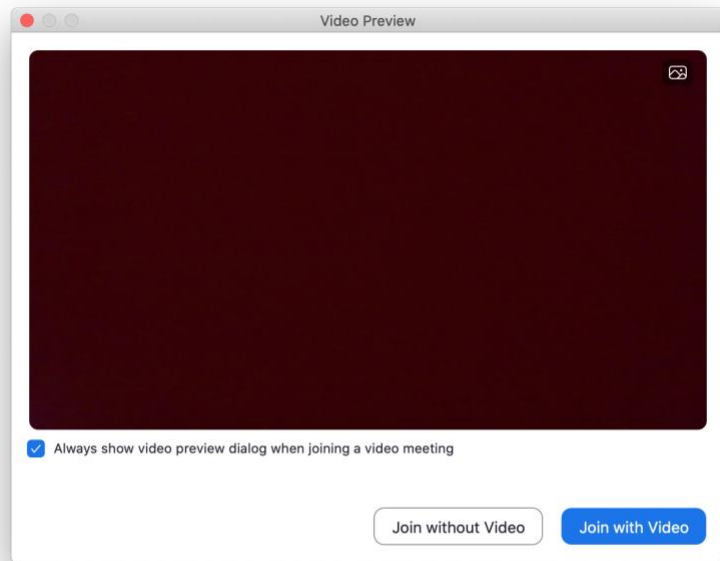 Video Preview
Always show video preview dialog when joining a video meeting
Join without Video
Join with Video